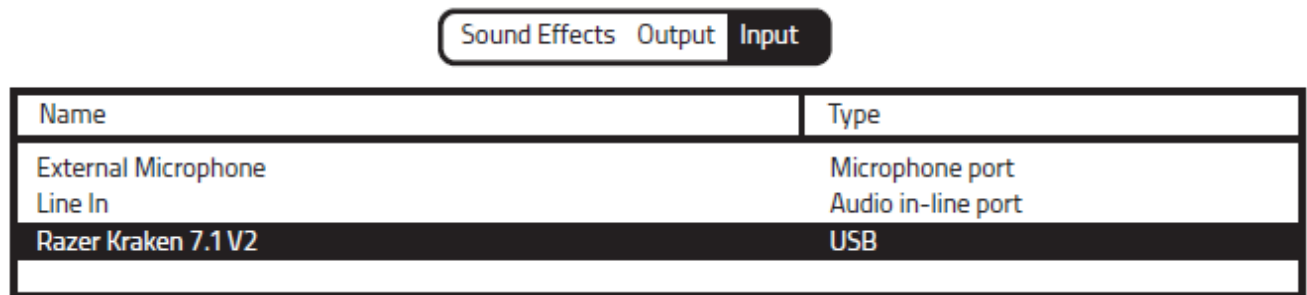 Sound Effects Output Input
Name Type
External Microphone Microphone port
Line In Audio in-line port
Razer Kraken 7.1 V2 USB